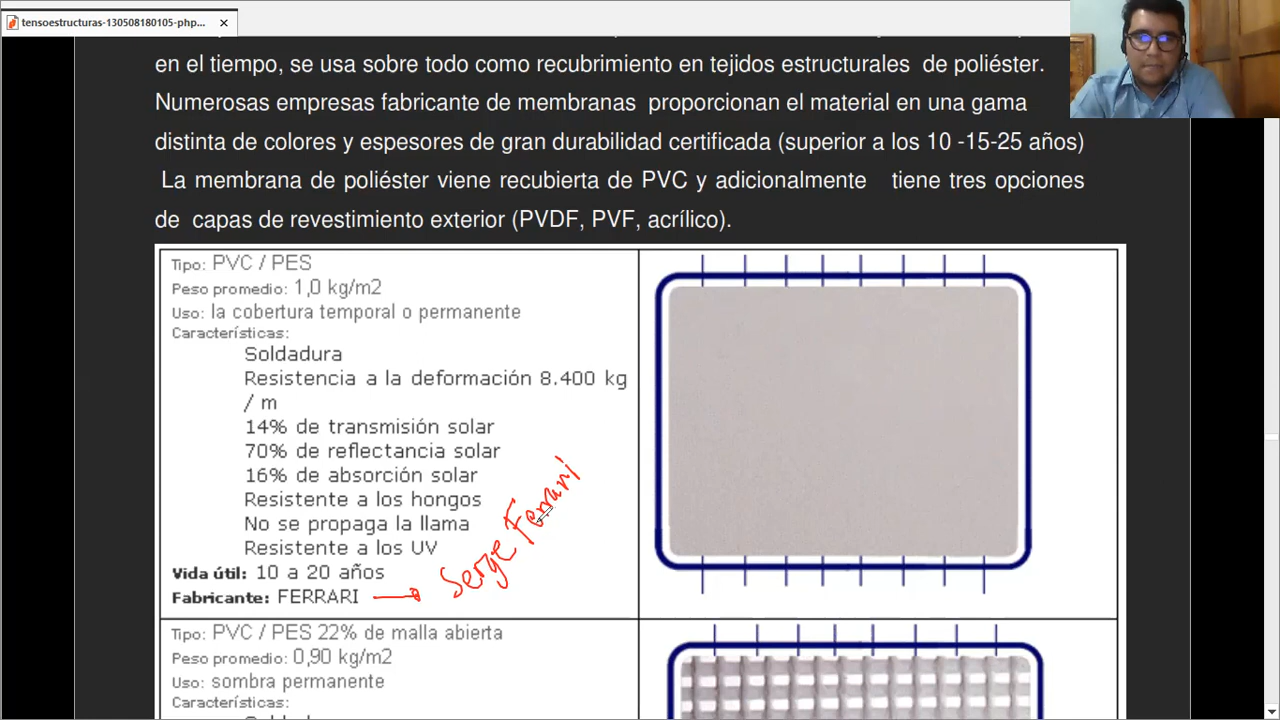 tensoestructuras-130508180105-php...
en el tiempo, se usa sobre todo como recubrimiento en tejidos estructurales de poliéster.
Numerosas empresas fabricante de membranas proporcionan el material en una gama
distinta de colores y espesores de gran durabilidad certificada (superior a los 10 -15-25 años)
La membrana de poliéster viene recubierta de PVC y adicionalmente tiene tres opciones
de capas de revestimiento exterior (PVDF, PVF, acrílico).
Tipo: PVC / PES
Peso promedio: 1,0 kg/m2
Uso: la cobertura temporal o permanente
Características:
Soldadura
Resistencia a la deformación 8.400 kg
/ m
14% de transmisión solar
70% de reflectancia solar
16% de absorción solar
Resistente a los hongos
No se propaga la llama
Resistente a los UV
Vida útil: 10 a 20 años
Fabricante: FERRARI
Serge Ferrari
Tipo: PVC / PES 22% de malla abierta
Peso promedio: 0,90 kg/m2
Uso: sombra permanente
Características: